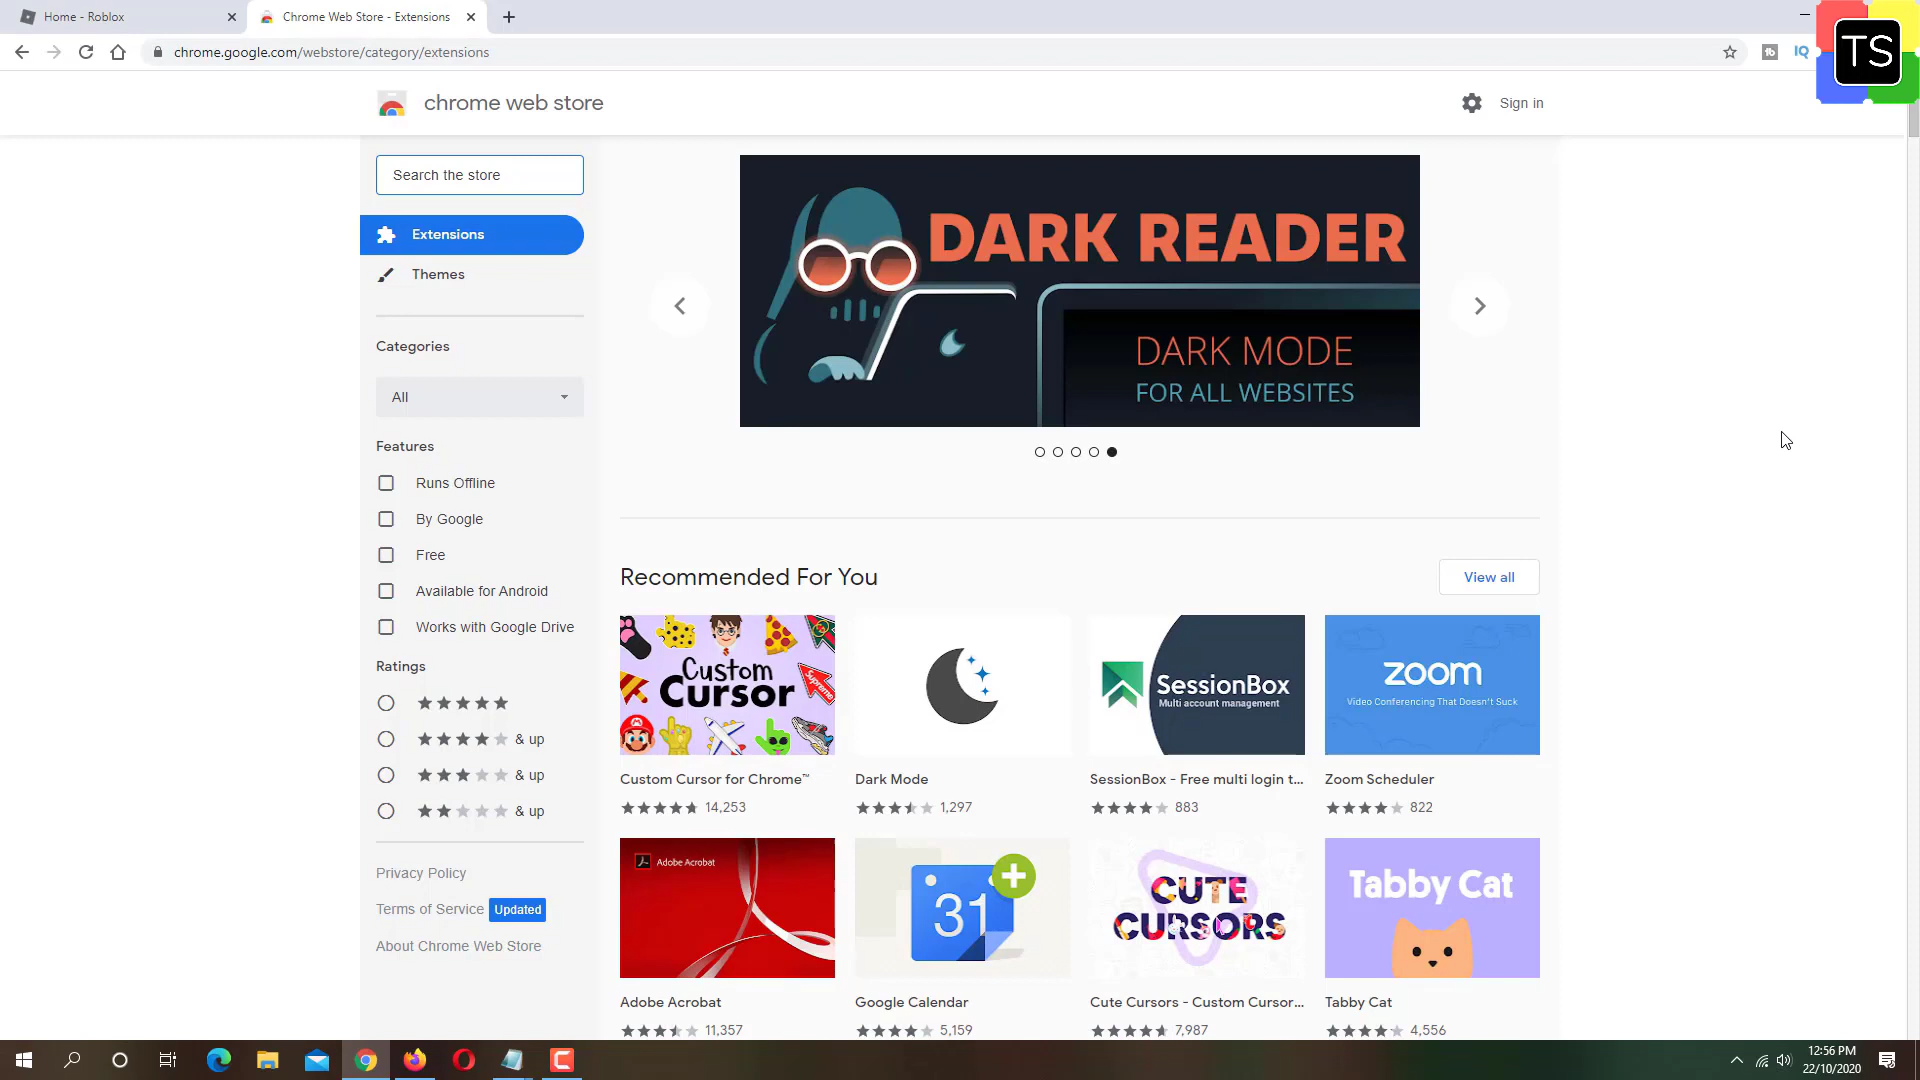 Home - Roblox
Chrome Web Store - Extensions
chrome.google.com/webstore/category/extensions
IQ
TS
chrome web store
Sign in
Search the store
Extensions
Themes
Categories
All
Features
Runs Offline
By Google
Free
Available for Android
Works with Google Drive
Ratings
& up
& up
& up
Privacy Policy
Terms of Service Updated
About Chrome Web Store
DARK READER
DARK MODE
FOR ALL WEBSITES
Recommended For You
View all
Custom
Cursor
Supreme
SessionBox
Multi account management
zoom
Video Conferencing That Doesn't Suck
Custom Cursor for Chrome™
Dark Mode
SessionBox - Free multi login t...
Zoom Scheduler
14,253
1,297
883
822
Adobe Acrobat
31
CUTE
CURSORS
Tabby Cat
Adobe Acrobat
Google Calendar
Cute Cursors - Custom Cursor...
Tabby Cat
11,357
5,159
7,987
4,556
12:56 PM
22/10/2020